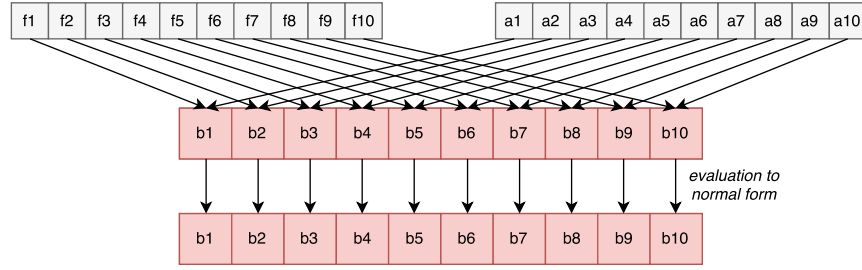 f1 f2 f3 f4 f5 f6 f7 f8 f9 f10 a1 a2 a3 a4 a5 a6 a7 a8 a9 a10
b1 b2 b3 b4 b5 b6 b7 b8 b9 b10
evaluation to
normal form
b1 b2 b3 b4 b5 b6 b7 b8 b9 b10